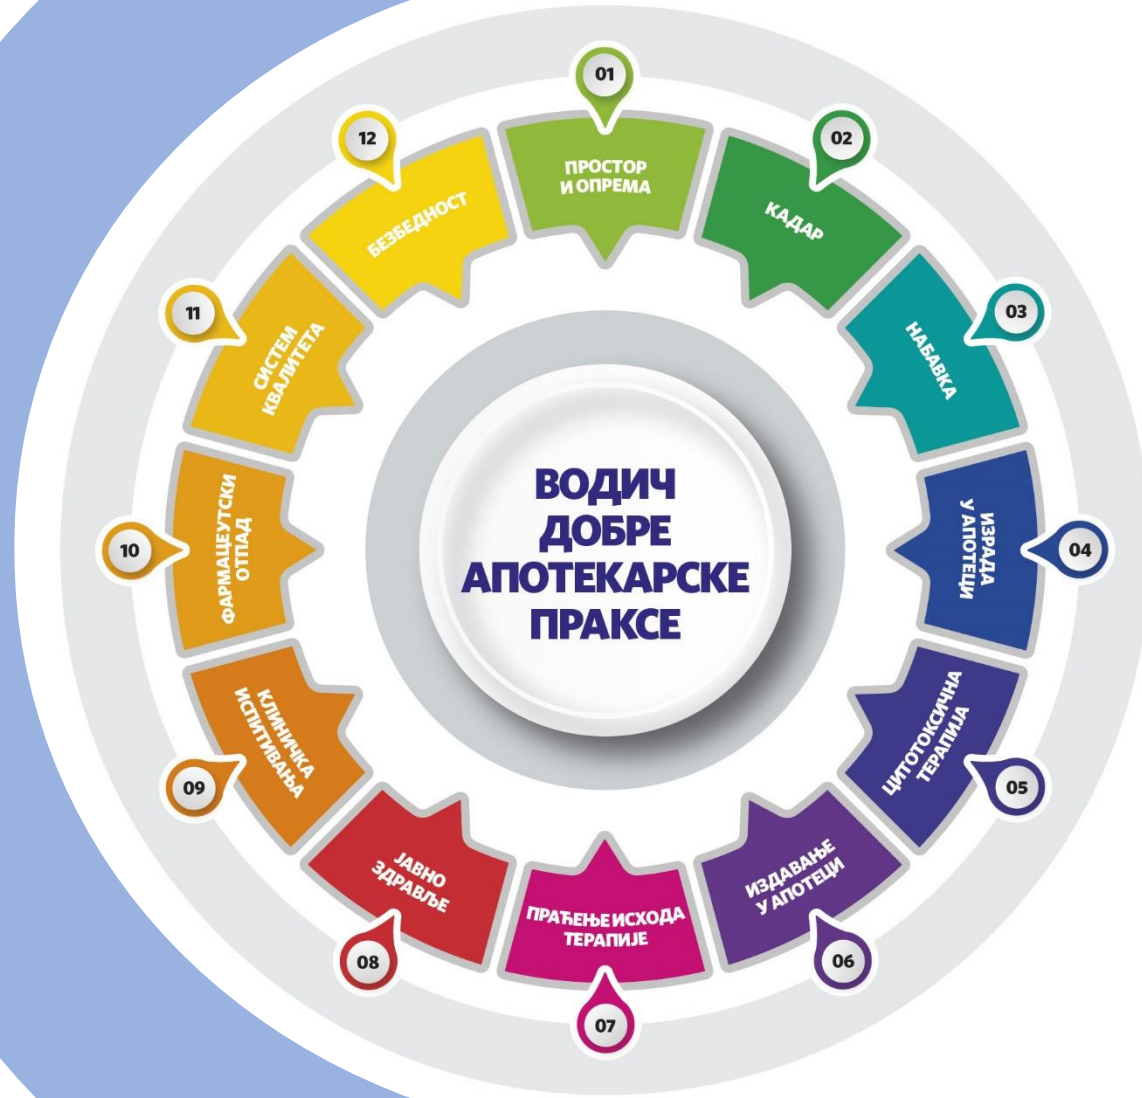 ВОДИЧ
ДОБРЕ
АПОТЕКАРСКЕ
ПРАКСЕ
01
ПРОСТОР
И ОПРЕМА
02
КАДАР
03
НАБАВКА
04
ИЗРАДА
У АПОТЕЦИ
05
ЦИТОТОКСИЧНА
ТЕРАПИЈА
06
ИЗДАВАЊЕ
У АПОТЕЦИ
07
ПРАЋЕЊЕ ИСХОДА
ТЕРАПИЈЕ
08
ЈАВНО
ЗДРАВЉЕ
09
КЛИНИЧКА
ИСПИТИВАЊА
10
ФАРМАЦЕУТСКИ
ОТПАД
11
СИСТЕМ
КВАЛИТЕТА
12
БЕЗБЕДНОСТ